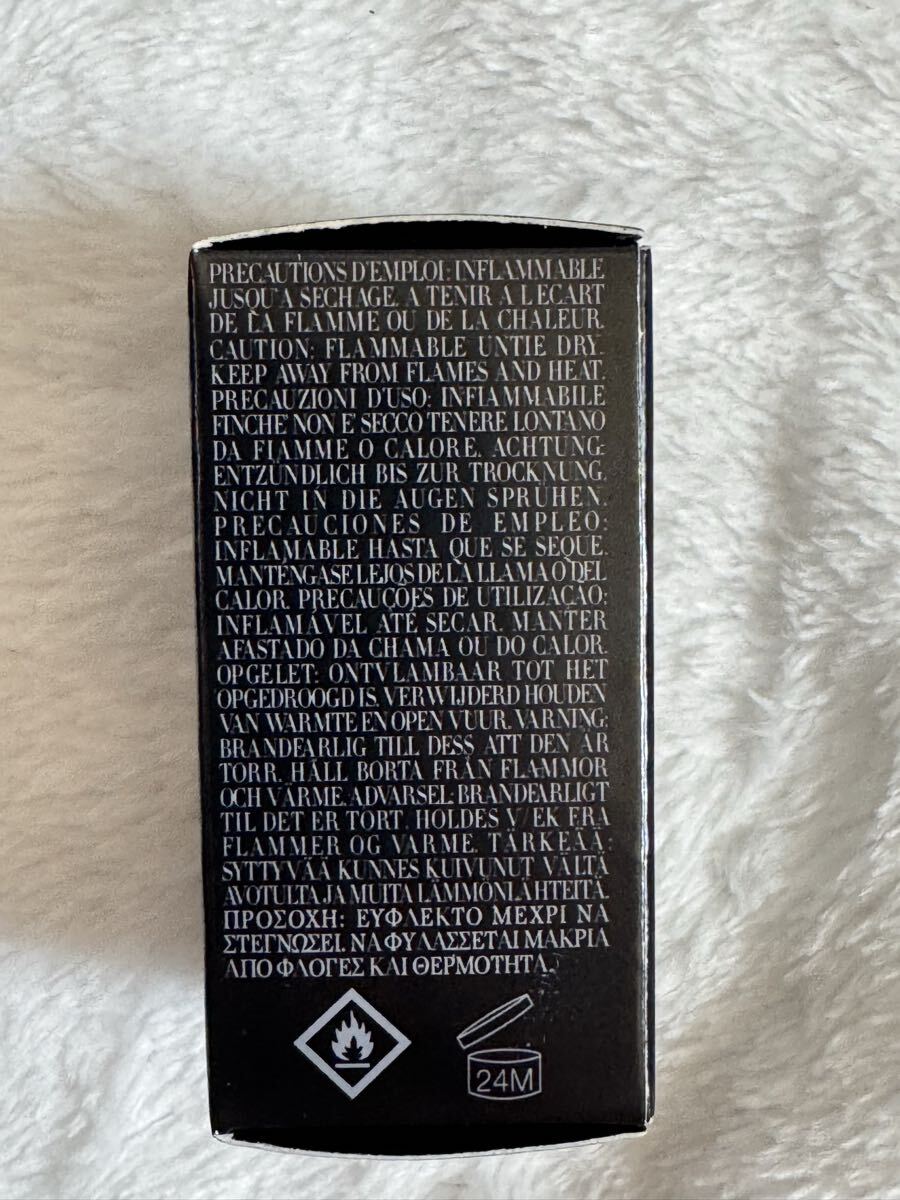 PRECAUTIONS D'EMPLOI: INFLAMMABLE
JUSQU'A SECHAGE. A TENIR A L'ECART
DE LA FLAMME OU DE LA CHALEUR.
CAUTION: FLAMMABLE UNTIE DRY.
KEEP AWAY FROM FLAMES AND HEAT.
PRECAUZIONI D'USO: INFIAMMABILE
FINCHE' NON E' SECCO TENERE LONTANO
DA FIAMME O CALORE. ACHTUNG:
ENTZÜNDLICH BIS ZUR TROCKNUNG.
NICHT IN DIE AUGEN SPRÜHEN.
PRECAUCIONES DE EMPLEO:
INFLAMABLE HASTA QUE SE SEQUE.
MANTÉNGASE LEJOS DE LA LLAMA O DEL
CALOR. PRECAUÇÕES DE UTILIZAÇAO:
INFLAMÁVEL ATÉ SECAR. MANTER
AFASTADO DA CHAMA OU DO CALOR.
OPGELET: ONTVLAMBAAR TOT HET
OPGEDROOGD IS. VERWIJDERD HOUDEN
VAN WARMTE EN OPEN VUUR. VARNING:
BRANDFARLIG TILL DESS ATT DEN ÄR
TORR. HÅLL BORTA FRÅN FLAMMOR
OCH VÄRME. ADVARSEL: BRANDFARLIGT
TIL DET ER TORT. HOLDES V/EK FRA
FLAMMER OG VARME. TÄRKEÄÄ:
SYTTYVÄÄ KUNNES KUIVUNUT. VÄLTÄ
AVOTULTA JA MUITA LÄMMÖNLÄHTEITÄ.
ΠΡΟΣΟΧΗ: ΕΥΦΛΕΚΤΟ ΜΕΧΡΙ ΝΑ
ΣΤΕΓΝΩΣΕΙ. ΝΑ ΦΥΛΑΣΣΕΤΑΙ ΜΑΚΡΙΑ
ΑΠΟ ΦΛΟΓΕΣ ΚΑΙ ΘΕΡΜΟΤΗΤΑ.
24M